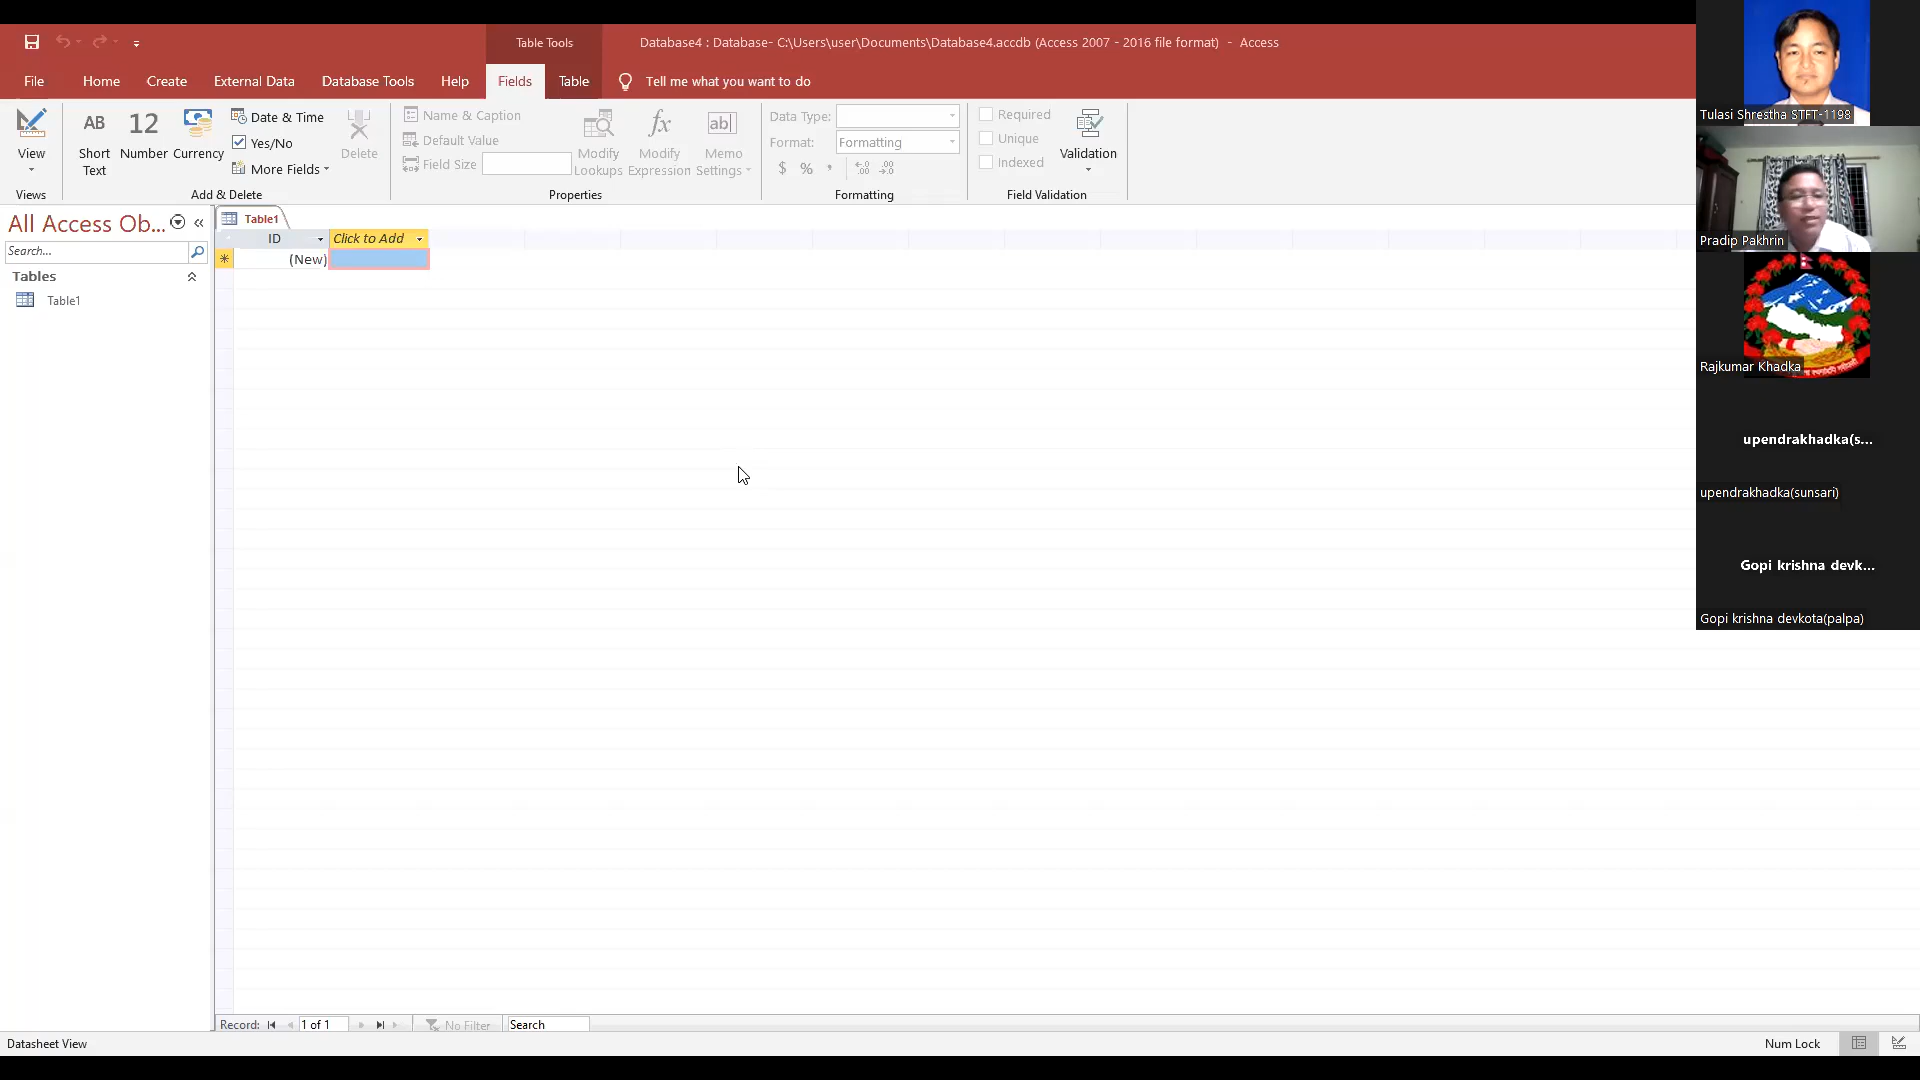 Table Tools
Database4 : Database- C:\Users\user\Documents\Database4.accdb (Access 2007 - 2016 file format) - Access
File Home Create External Data Database Tools Help Fields Table Tell me what you want to do
View
Views
AB
Short
Text
12
Number
Currency
Date & Time
Yes/No
More Fields
Delete
Add & Delete
Name & Caption
Default Value
Field Size
Modify
Lookups
fx
Modify
Expression
ab|
Memo
Settings
Properties
Data Type:
Format: Formatting
$ % ,
Formatting
Required
Unique
Indexed
Validation
Field Validation
All Access Ob...
Search...
Tables
Table1
Table1
ID Click to Add
(New)
Record: 1 of 1 No Filter Search
Datasheet View
Num Lock
Tulasi Shrestha STFT-1198
Pradip Pakhrin
Rajkumar Khadka
upendrakhadka(s...
upendrakhadka(sunsari)
Gopi krishna devk...
Gopi krishna devkota(palpa)